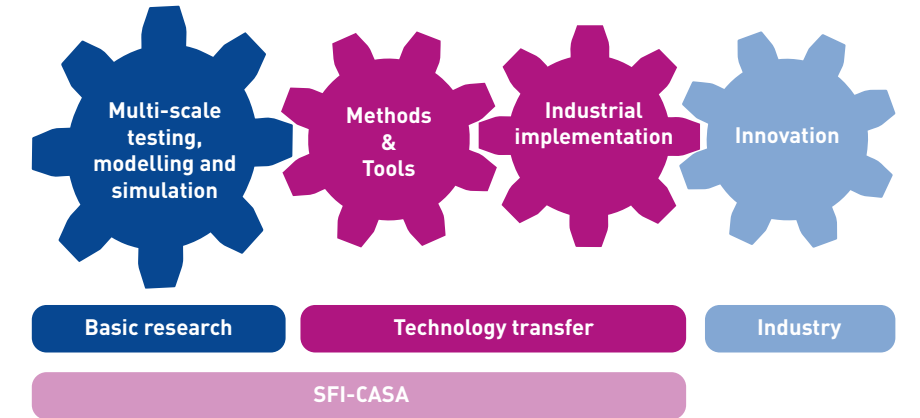 Multi-scale
testing,
modelling and
simulation
Methods
&
Tools
Industrial
implementation
Innovation
Basic research
Technology transfer
Industry
SFI-CASA